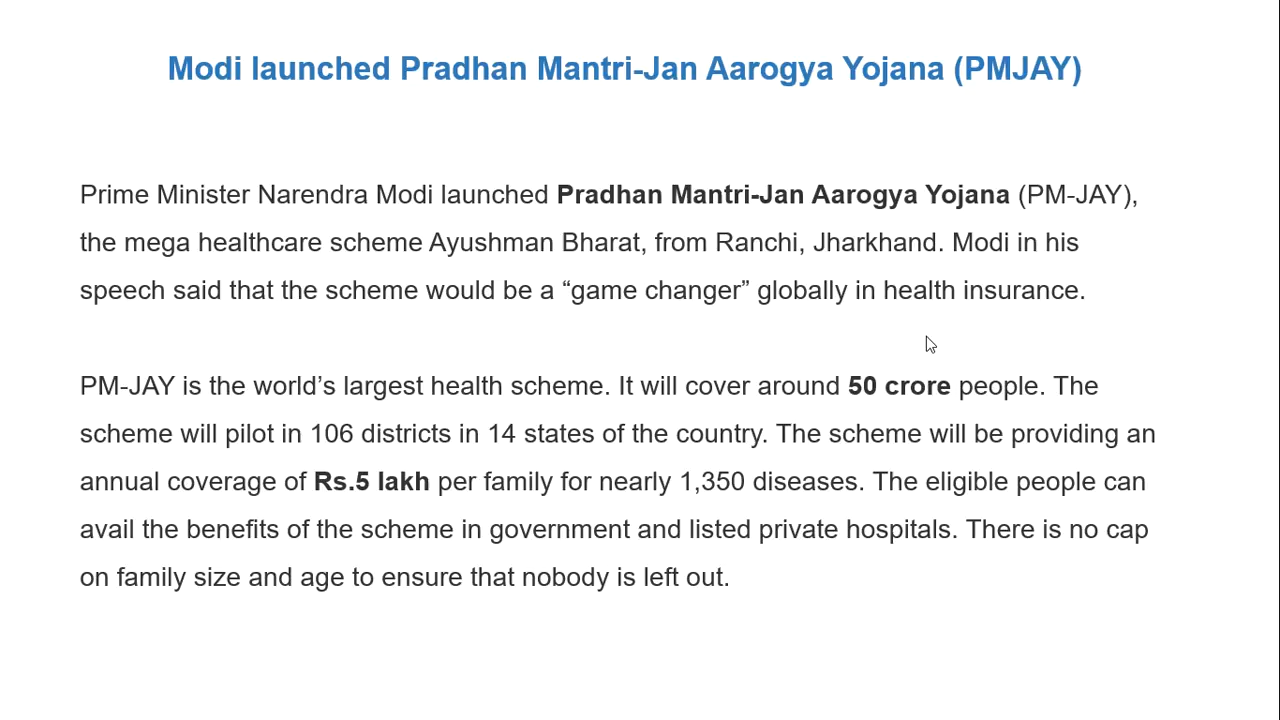 Modi launched Pradhan Mantri-Jan Aarogya Yojana (PMJAY)
Prime Minister Narendra Modi launched Pradhan Mantri-Jan Aarogya Yojana (PM-JAY),
the mega healthcare scheme Ayushman Bharat, from Ranchi, Jharkhand. Modi in his
speech said that the scheme would be a “game changer” globally in health insurance.
PM-JAY is the world’s largest health scheme. It will cover around 50 crore people. The
scheme will pilot in 106 districts in 14 states of the country. The scheme will be providing an
annual coverage of Rs.5 lakh per family for nearly 1,350 diseases. The eligible people can
avail the benefits of the scheme in government and listed private hospitals. There is no cap
on family size and age to ensure that nobody is left out.